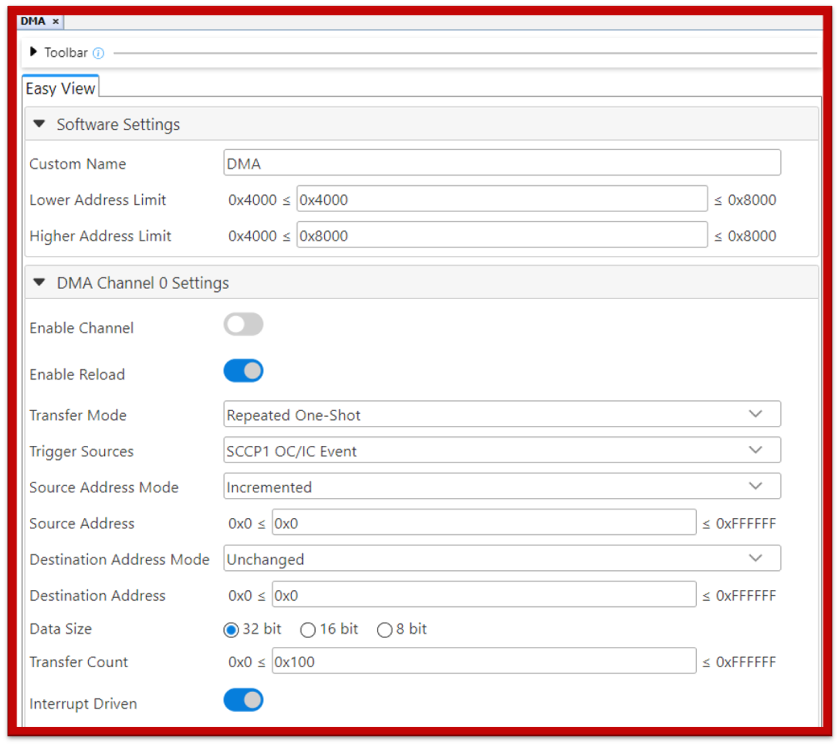 DMA ×
Toolbar
Easy View
Software Settings
Custom Name DMA
Lower Address Limit 0x4000 ≤ 0x4000 ≤ 0x8000
Higher Address Limit 0x4000 ≤ 0x8000 ≤ 0x8000
DMA Channel 0 Settings
Enable Channel
Enable Reload
Transfer Mode Repeated One-Shot
Trigger Sources SCCP1 OC/IC Event
Source Address Mode Incremented
Source Address 0x0 ≤ 0x0 ≤ 0xFFFFFF
Destination Address Mode Unchanged
Destination Address 0x0 ≤ 0x0 ≤ 0xFFFFFF
Data Size 32 bit 16 bit 8 bit
Transfer Count 0x0 ≤ 0x100 ≤ 0xFFFFFF
Interrupt Driven